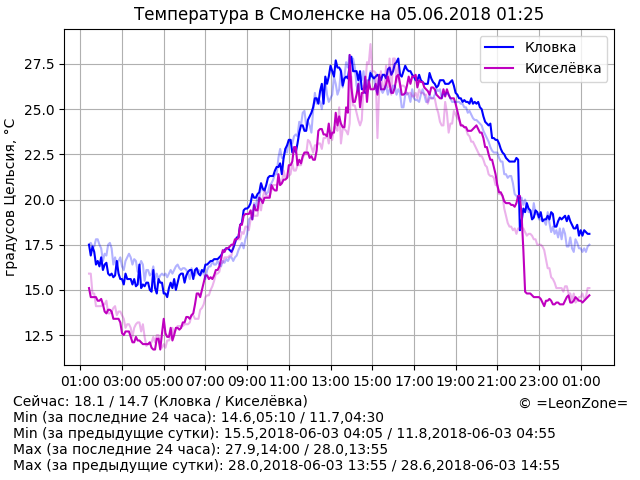 Температура в Смоленске на 05.06.2018 01:25
Кловка
Киселёвка
градусов Цельсия, °C
27.5
25.0
22.5
20.0
17.5
15.0
12.5
01:00 03:00 05:00 07:00 09:00 11:00 13:00 15:00 17:00 19:00 21:00 23:00 01:00
© =LeonZone=
Сейчас: 18.1 / 14.7 (Кловка / Киселёвка)
Min (за последние 24 часа): 14.6,05:10 / 11.7,04:30
Min (за предыдущие сутки): 15.5,2018-06-03 04:05 / 11.8,2018-06-03 04:55
Max (за последние 24 часа): 27.9,14:00 / 28.0,13:55
Max (за предыдущие сутки): 28.0,2018-06-03 13:55 / 28.6,2018-06-03 14:55